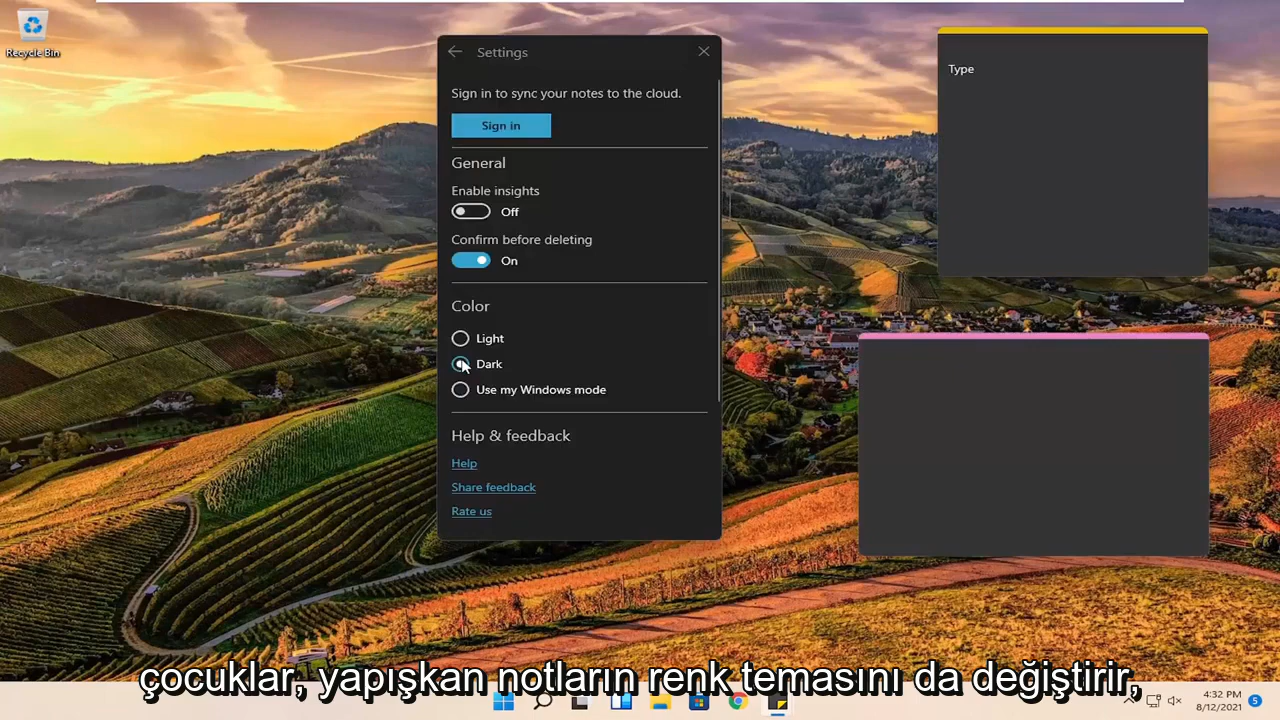 Recycle Bin
Settings
Sign in to sync your notes to the cloud.
Sign in
General
Enable insights
Off
Confirm before deleting
On
Color
Light
Dark
Use my Windows mode
Help & feedback
Help
Share feedback
Rate us
Type
çocuklar, yapışkan notların renk temasını da değiştirir,
4:32 PM
8/12/2021
5